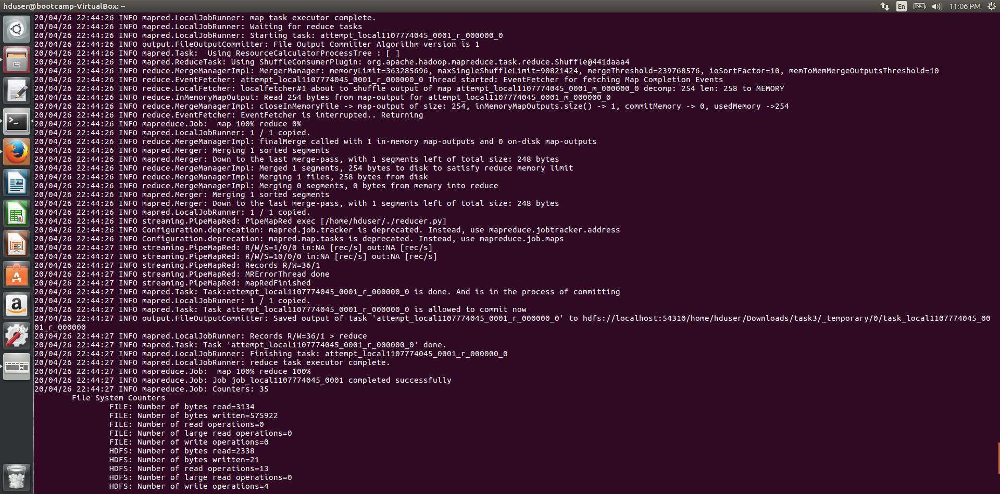 hduser@bootcamp-VirtualBox: ~
En
11:06 PM
20/04/26 22:44:26 INFO mapred.LocalJobRunner: map task executor complete.
20/04/26 22:44:26 INFO mapred.LocalJobRunner: Waiting for reduce tasks
20/04/26 22:44:26 INFO mapred.LocalJobRunner: Starting task: attempt_local1107774045_0001_r_000000_0
20/04/26 22:44:26 INFO output.FileOutputCommitter: File Output Committer Algorithm version is 1
20/04/26 22:44:26 INFO mapred.Task:  Using ResourceCalculatorProcessTree : [ ]
20/04/26 22:44:26 INFO mapred.ReduceTask: Using ShuffleConsumerPlugin: org.apache.hadoop.mapreduce.task.reduce.Shuffle@441daaa4
20/04/26 22:44:26 INFO reduce.MergeManagerImpl: MergerManager: memoryLimit=363285696, maxSingleShuffleLimit=90821424, mergeThreshold=239768576, ioSortFactor=10, memToMemMergeOutputsThreshold=10
20/04/26 22:44:26 INFO reduce.EventFetcher: attempt_local1107774045_0001_r_000000_0 Thread started: EventFetcher for fetching Map Completion Events
20/04/26 22:44:26 INFO reduce.LocalFetcher: localfetcher#1 about to shuffle output of map attempt_local1107774045_0001_m_000000_0 decomp: 254 len: 258 to MEMORY
20/04/26 22:44:26 INFO reduce.InMemoryMapOutput: Read 254 bytes from map-output for attempt_local1107774045_0001_m_000000_0
20/04/26 22:44:26 INFO reduce.MergeManagerImpl: closeInMemoryFile -> map-output of size: 254, inMemoryMapOutputs.size() -> 1, commitMemory -> 0, usedMemory ->254
20/04/26 22:44:26 INFO reduce.EventFetcher: EventFetcher is interrupted.. Returning
20/04/26 22:44:26 INFO mapreduce.Job:  map 100% reduce 0%
20/04/26 22:44:26 INFO mapred.LocalJobRunner: 1 / 1 copied.
20/04/26 22:44:26 INFO reduce.MergeManagerImpl: finalMerge called with 1 in-memory map-outputs and 0 on-disk map-outputs
20/04/26 22:44:26 INFO mapred.Merger: Merging 1 sorted segments
20/04/26 22:44:26 INFO mapred.Merger: Down to the last merge-pass, with 1 segments left of total size: 248 bytes
20/04/26 22:44:26 INFO reduce.MergeManagerImpl: Merged 1 segments, 254 bytes to disk to satisfy reduce memory limit
20/04/26 22:44:26 INFO reduce.MergeManagerImpl: Merging 1 files, 258 bytes from disk
20/04/26 22:44:26 INFO reduce.MergeManagerImpl: Merging 0 segments, 0 bytes from memory into reduce
20/04/26 22:44:26 INFO mapred.Merger: Merging 1 sorted segments
20/04/26 22:44:26 INFO mapred.Merger: Down to the last merge-pass, with 1 segments left of total size: 248 bytes
20/04/26 22:44:26 INFO mapred.LocalJobRunner: 1 / 1 copied.
20/04/26 22:44:26 INFO streaming.PipeMapRed: PipeMapRed exec [/home/hduser/./reducer.py]
20/04/26 22:44:26 INFO Configuration.deprecation: mapred.job.tracker is deprecated. Instead, use mapreduce.jobtracker.address
20/04/26 22:44:26 INFO Configuration.deprecation: mapred.map.tasks is deprecated. Instead, use mapreduce.job.maps
20/04/26 22:44:27 INFO streaming.PipeMapRed: R/W/S=1/0/0 in:NA [rec/s] out:NA [rec/s]
20/04/26 22:44:27 INFO streaming.PipeMapRed: R/W/S=10/0/0 in:NA [rec/s] out:NA [rec/s]
20/04/26 22:44:27 INFO streaming.PipeMapRed: Records R/W=36/1
20/04/26 22:44:27 INFO streaming.PipeMapRed: MRErrorThread done
20/04/26 22:44:27 INFO streaming.PipeMapRed: mapRedFinished
20/04/26 22:44:27 INFO mapred.Task: Task:attempt_local1107774045_0001_r_000000_0 is done. And is in the process of committing
20/04/26 22:44:27 INFO mapred.LocalJobRunner: 1 / 1 copied.
20/04/26 22:44:27 INFO mapred.Task: Task attempt_local1107774045_0001_r_000000_0 is allowed to commit now
20/04/26 22:44:27 INFO output.FileOutputCommitter: Saved output of task 'attempt_local1107774045_0001_r_000000_0' to hdfs://localhost:54310/home/hduser/Downloads/task3/_temporary/0/task_local1107774045_00
01_r_000000
20/04/26 22:44:27 INFO mapred.LocalJobRunner: Records R/W=36/1 > reduce
20/04/26 22:44:27 INFO mapred.Task: Task 'attempt_local1107774045_0001_r_000000_0' done.
20/04/26 22:44:27 INFO mapred.LocalJobRunner: Finishing task: attempt_local1107774045_0001_r_000000_0
20/04/26 22:44:27 INFO mapred.LocalJobRunner: reduce task executor complete.
20/04/26 22:44:27 INFO mapreduce.Job:  map 100% reduce 100%
20/04/26 22:44:27 INFO mapreduce.Job: Job job_local1107774045_0001 completed successfully
20/04/26 22:44:27 INFO mapreduce.Job: Counters: 35
File System Counters
FILE: Number of bytes read=3134
FILE: Number of bytes written=575922
FILE: Number of read operations=0
FILE: Number of large read operations=0
FILE: Number of write operations=0
HDFS: Number of bytes read=2338
HDFS: Number of bytes written=21
HDFS: Number of read operations=13
HDFS: Number of large read operations=0
HDFS: Number of write operations=4